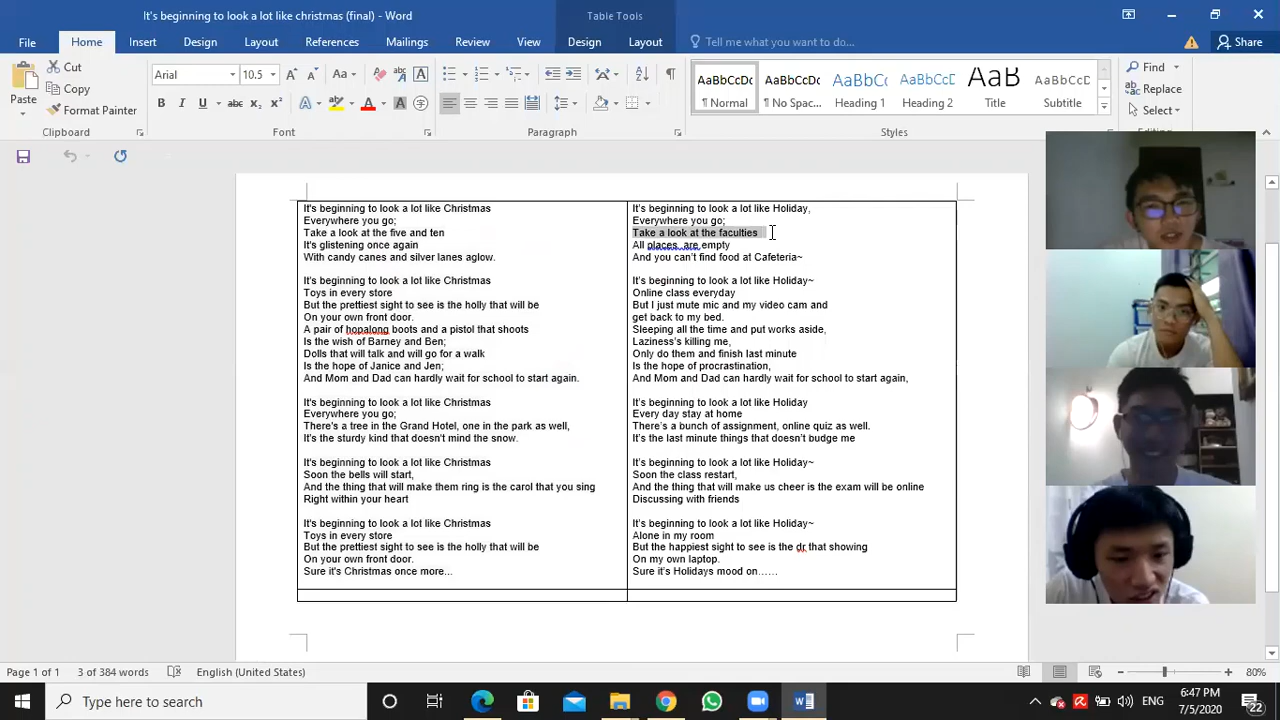 It's beginning to look a lot like christmas (final) - Word
Table Tools
File
Home
Insert
Design
Layout
References
Mailings
Review
View
Design
Layout
Tell me what you want to do
Share
Paste
Cut
Copy
Format Painter
Clipboard
Arial
10.5
Font
Paragraph
AaBbCcDc
¶ Normal
AaBbCcDc
¶ No Spac...
AaBbCc
Heading 1
AaBbCcD
Heading 2
AaB
Title
AaBbCcD
Subtitle
Styles
Find
Replace
Select
Editing
It's beginning to look a lot like Christmas
Everywhere you go;
Take a look at the five and ten
It's glistening once again
With candy canes and silver lanes aglow.
It's beginning to look a lot like Christmas
Toys in every store
But the prettiest sight to see is the holly that will be
On your own front door.
A pair of hopalong boots and a pistol that shoots
Is the wish of Barney and Ben;
Dolls that will talk and will go for a walk
Is the hope of Janice and Jen;
And Mom and Dad can hardly wait for school to start again.
It's beginning to look a lot like Christmas
Everywhere you go;
There's a tree in the Grand Hotel, one in the park as well,
It's the sturdy kind that doesn't mind the snow.
It's beginning to look a lot like Christmas
Soon the bells will start,
And the thing that will make them ring is the carol that you sing
Right within your heart
It's beginning to look a lot like Christmas
Toys in every store
But the prettiest sight to see is the holly that will be
On your own front door.
Sure it's Christmas once more...
It's beginning to look a lot like Holiday,
Everywhere you go;
Take a look at the faculties
All places are empty
And you can't find food at Cafeteria~
It's beginning to look a lot like Holiday~
Online class everyday
But I just mute mic and my video cam and
get back to my bed.
Sleeping all the time and put works aside,
Laziness's killing me,
Only do them and finish last minute
Is the hope of procrastination,
And Mom and Dad can hardly wait for school to start again,
It's beginning to look a lot like Holiday
Every day stay at home
There's a bunch of assignment, online quiz as well.
It's the last minute things that doesn't budge me
It's beginning to look a lot like Holiday~
Soon the class restart,
And the thing that will make us cheer is the exam will be online
Discussing with friends
It's beginning to look a lot like Holiday~
Alone in my room
But the happiest sight to see is the dr that showing
On my own laptop.
Sure it's Holidays mood on……
Page 1 of 1
3 of 384 words
English (United States)
80%
Type here to search
ENG
6:47 PM
7/5/2020
22